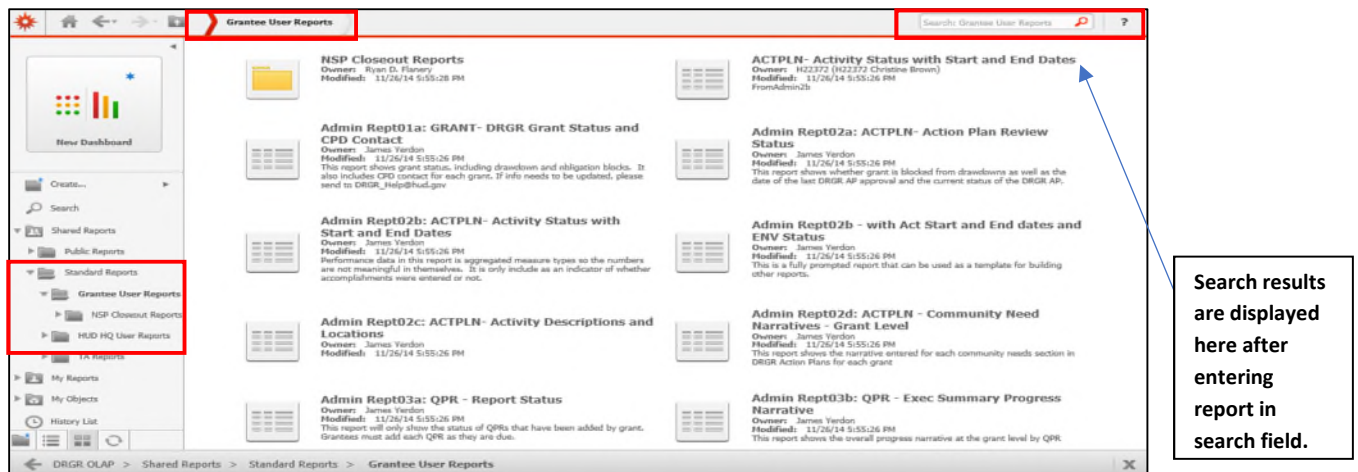 Grantee User Reports
Search: Grantee User Reports
?
New Dashboard
Create...
Search
Shared Reports
Public Reports
Standard Reports
Grantee User Reports
NSP Closeout Reports
HUD HQ User Reports
TA Reports
My Reports
My Objects
History List
NSP Closeout Reports
Owner: Ryan D. Flanery
Modified: 11/26/14 5:55:28 PM
ACTPLN- Activity Status with Start and End Dates
Owner: H22372 (H22372 Christine Brown)
Modified: 11/26/14 5:55:26 PM
FromAdmin2b
Admin Rept01a: GRANT- DRGR Grant Status and
CPD Contact
Owner: James Yerdon
Modified: 11/26/14 5:55:26 PM
This report shows grant status, including drawdown and obligation blocks. It
also includes CPD contact for each grant. If info needs to be updated, please
send to DRGR_Help@hud.gov
Admin Rept02a: ACTPLN- Action Plan Review
Status
Owner: James Yerdon
Modified: 11/26/14 5:55:26 PM
This report shows whether grant is blocked from drawdowns as well as the
date of the last DRGR AP approval and the current status of the DRGR AP.
Admin Rept02b: ACTPLN- Activity Status with
Start and End Dates
Owner: James Yerdon
Modified: 11/26/14 5:55:26 PM
Performance data in this report is aggregated measure types so the numbers
are not meaningful in themselves. It is only include as an indicator of whether
accomplishments were entered or not.
Admin Rept02b - with Act Start and End dates and
ENV Status
Owner: James Yerdon
Modified: 11/26/14 5:55:26 PM
This is a fully prompted report that can be used as a template for building
other reports.
Admin Rept02c: ACTPLN- Activity Descriptions and
Locations
Owner: James Yerdon
Modified: 11/26/14 5:55:26 PM
Admin Rept02d: ACTPLN - Community Need
Narratives - Grant Level
Owner: James Yerdon
Modified: 11/26/14 5:55:26 PM
This report shows the narrative entered for each community needs section in
DRGR Action Plans for each grant
Admin Rept03a: QPR - Report Status
Owner: James Yerdon
Modified: 11/26/14 5:55:26 PM
This report will only show the status of QPRs that have been added by grant.
Grantees must add each QPR as they are due.
Admin Rept03b: QPR - Exec Summary Progress
Narrative
Owner: James Yerdon
Modified: 11/26/14 5:55:26 PM
This report shows the overall progress narrative at the grant level by QPR
DRGR OLAP > Shared Reports > Standard Reports > Grantee User Reports
X
Search results
are displayed
here after
entering
report in
search field.